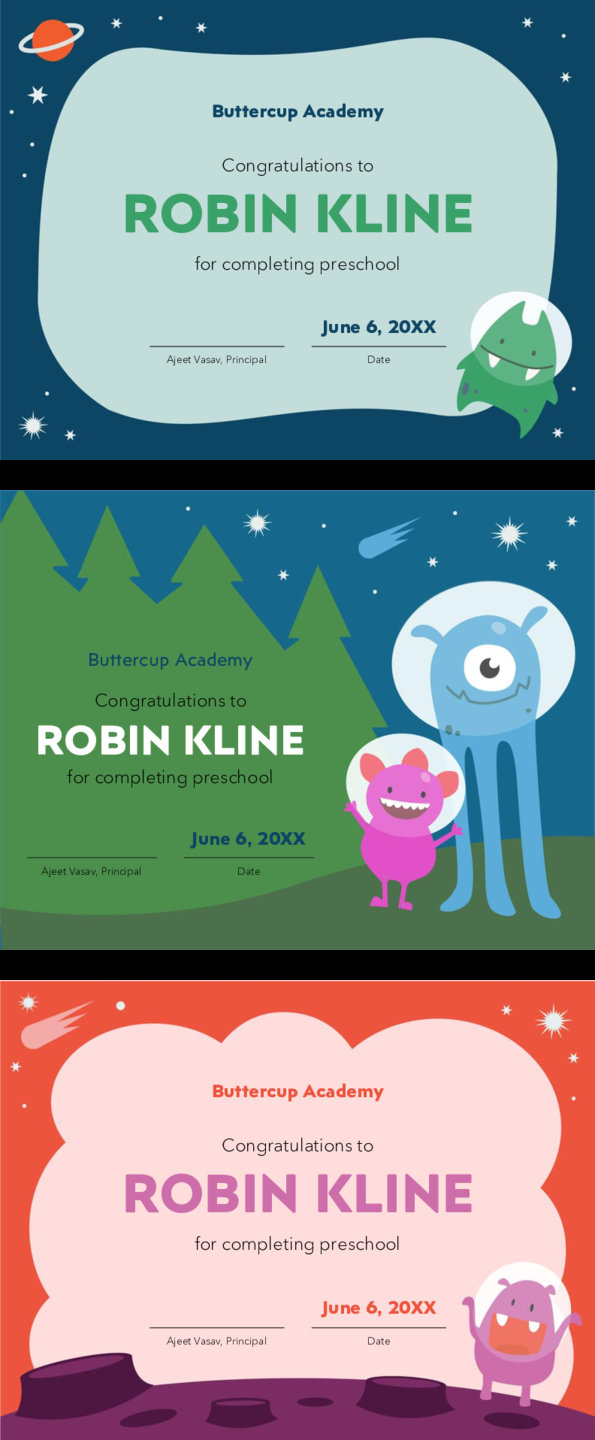 Buttercup Academy
Congratulations to
ROBIN KLINE
for completing preschool
June 6, 20XX
Ajeet Vasav, Principal
Date
Buttercup Academy
Congratulations to
ROBIN KLINE
for completing preschool
June 6, 20XX
Ajeet Vasav, Principal
Date
Buttercup Academy
Congratulations to
ROBIN KLINE
for completing preschool
June 6, 20XX
Ajeet Vasav, Principal
Date